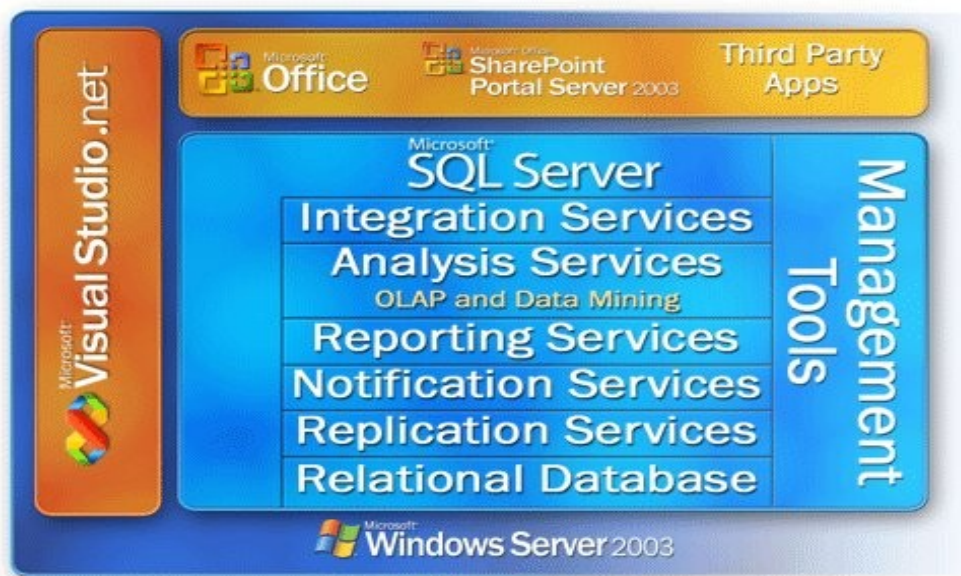 Microsoft
Visual Studio.net
Microsoft
Office
Microsoft Office
SharePoint
Portal Server 2003
Third Party
Apps
Microsoft
SQL Server
Integration Services
Analysis Services
OLAP and Data Mining
Reporting Services
Notification Services
Replication Services
Relational Database
Management
Tools
Microsoft
Windows Server 2003